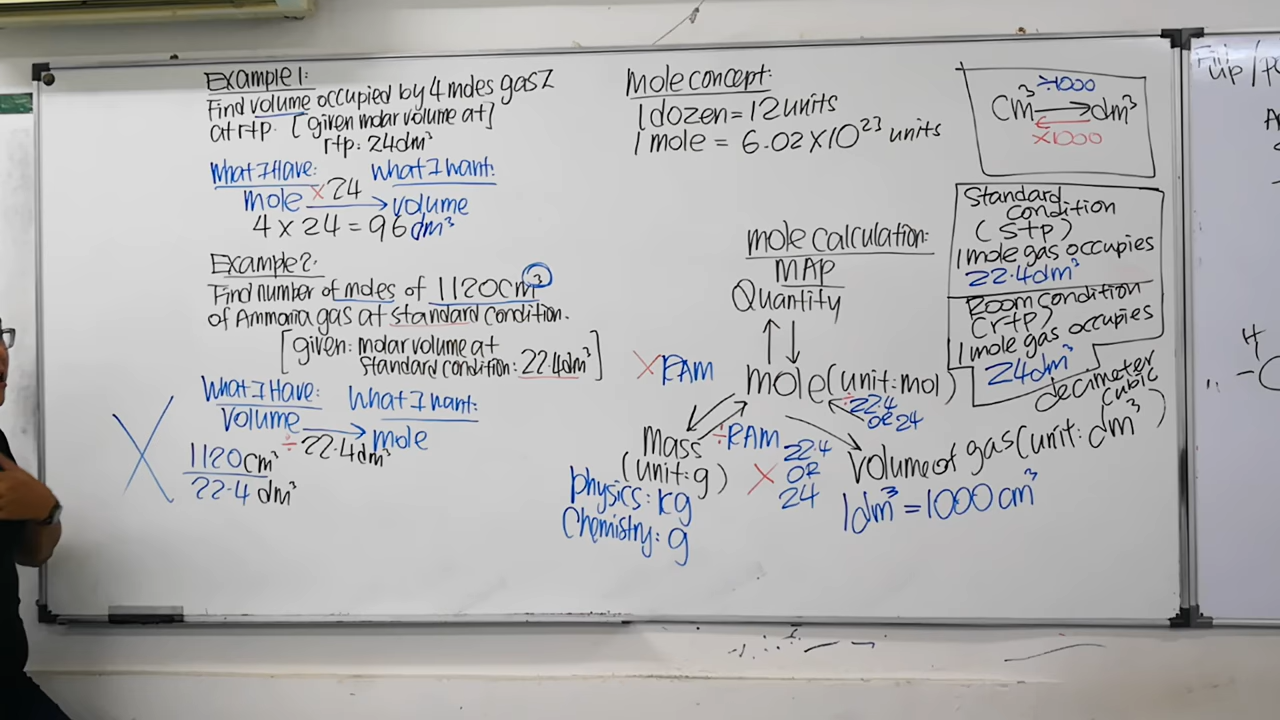 Example 1:
Find volume occupied by 4 moles gas Z
at rtp. [given molar volume at]
rtp: 24dm³
What I Have: What I want:
mole ×24 → volume
4 × 24 = 96dm³
Example 2:
Find number of moles of 1120cm³
of Ammonia gas at standard condition.
[given: molar volume at
standard condition: 22.4dm³]
What I Have: What I want:
Volume ÷ 22.4dm³ → mole
X
1120cm³
22.4 dm³
mole concept:
1 dozen = 12 units
1 mole = 6.02 × 10²³ units
mole calculation:
MAP
Quantity
mole (unit: mol)
×RAM
÷RAM
÷22.4
OR 24
Mass
(unit: g)
physics: kg
Chemistry: g
×
22.4
OR
24
Volume of gas (unit: dm³)
1dm³ = 1000 cm³
÷1000
cm³ → dm³
×1000
Standard
condition
(stp)
1 mole gas occupies
22.4dm³
Room condition
(rtp)
1 mole gas occupies
24dm³
decimeter
cubic
up/
H